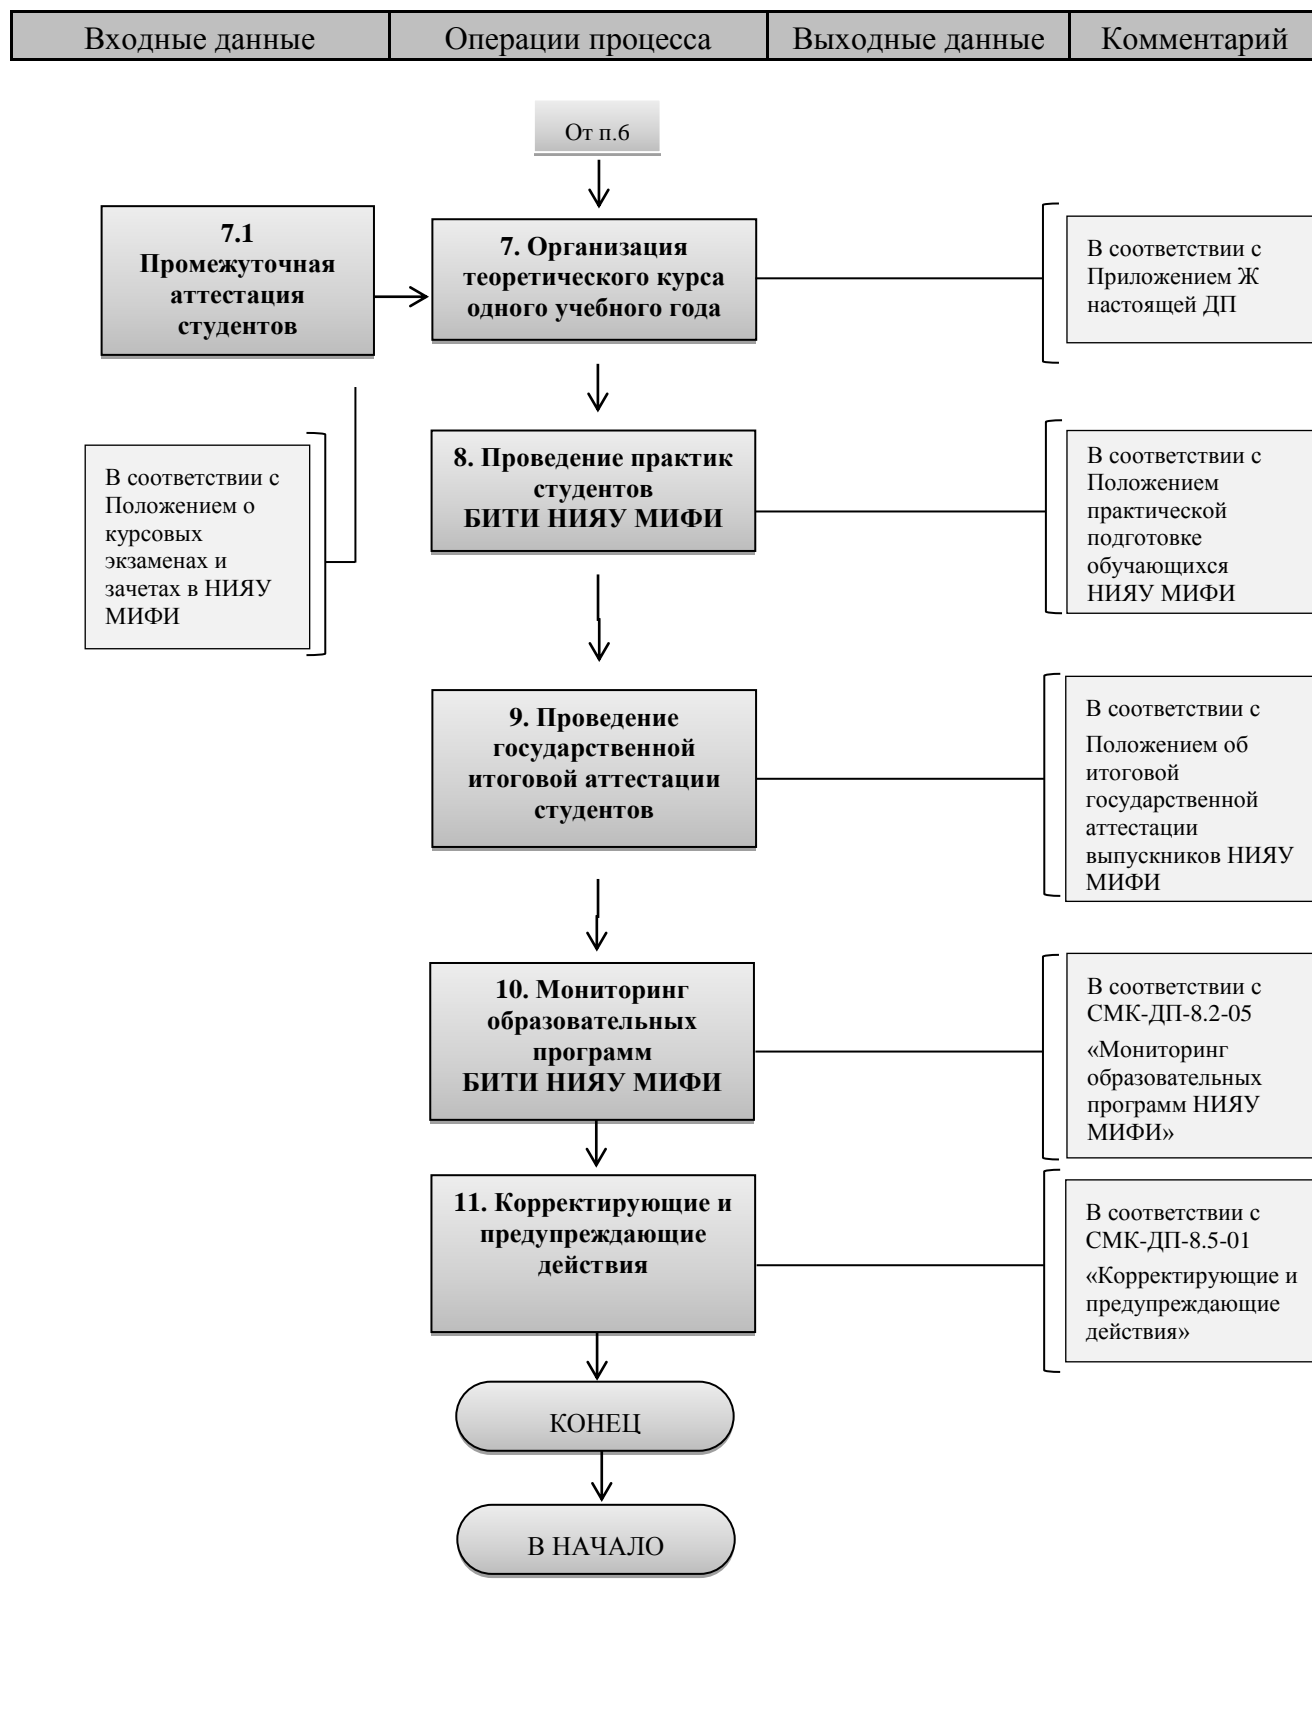 Входные данные
Операции процесса
Выходные данные
Комментарий
От п.6
7.1
Промежуточная
аттестация
студентов
7. Организация
теоретического курса
одного учебного года
В соответствии с
Приложением Ж
настоящей ДП
В соответствии с
Положением о
курсовых
экзаменах и
зачетах в НИЯУ
МИФИ
8. Проведение практик
студентов
БИТИ НИЯУ МИФИ
В соответствии с
Положением
практической
подготовке
обучающихся
НИЯУ МИФИ
9. Проведение
государственной
итоговой аттестации
студентов
В соответствии с
Положением об
итоговой
государственной
аттестации
выпускников НИЯУ
МИФИ
10. Мониторинг
образовательных
программ
БИТИ НИЯУ МИФИ
В соответствии с
СМК-ДП-8.2-05
«Мониторинг
образовательных
программ НИЯУ
МИФИ»
11. Корректирующие и
предупреждающие
действия
В соответствии с
СМК-ДП-8.5-01
«Корректирующие и
предупреждающие
действия»
КОНЕЦ
В НАЧАЛО